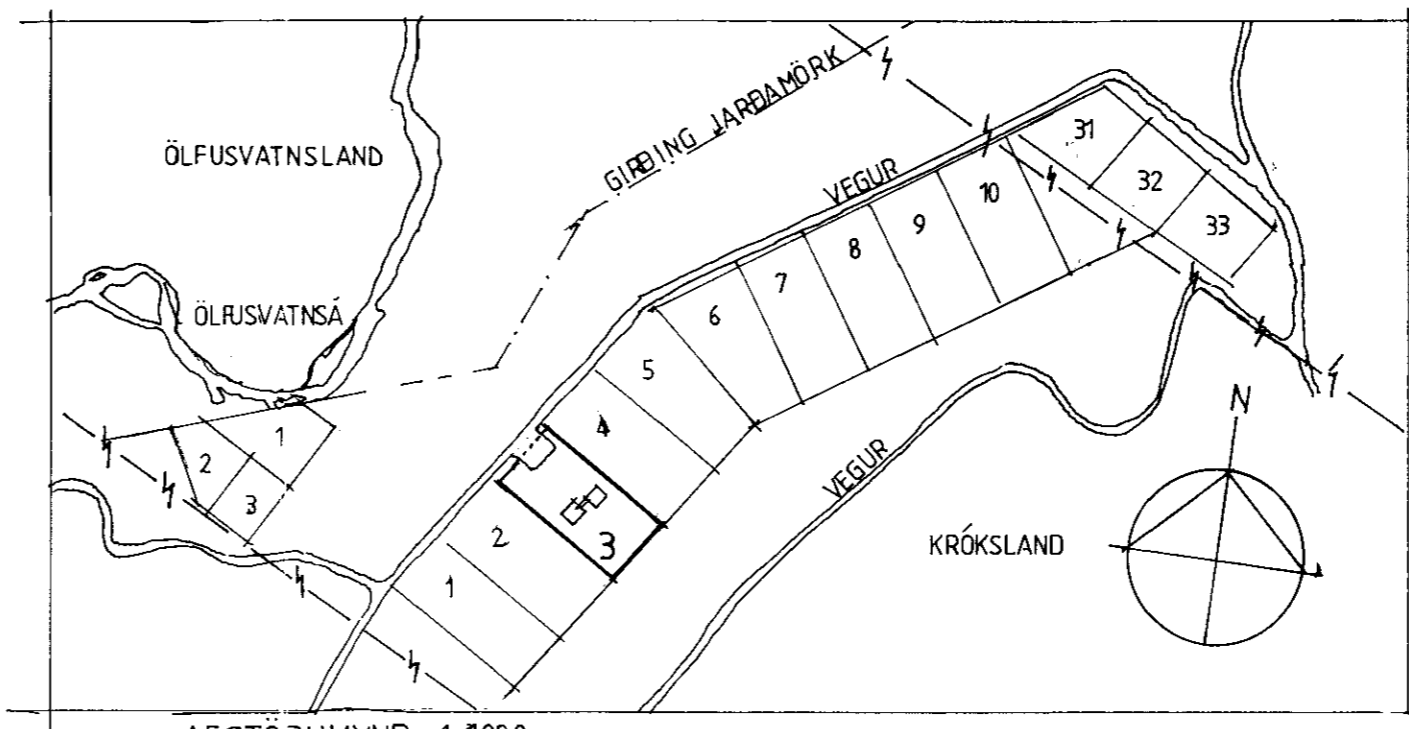 ÖLFUSVATNSLAND
GIRÐING JARÐAMÖRK
VEGUR
31
32
33
10
9
8
7
6
5
4
3
2
1
ÖLFUSVATNSÁ
1
2
3
VEGUR
N
KRÓKSLAND